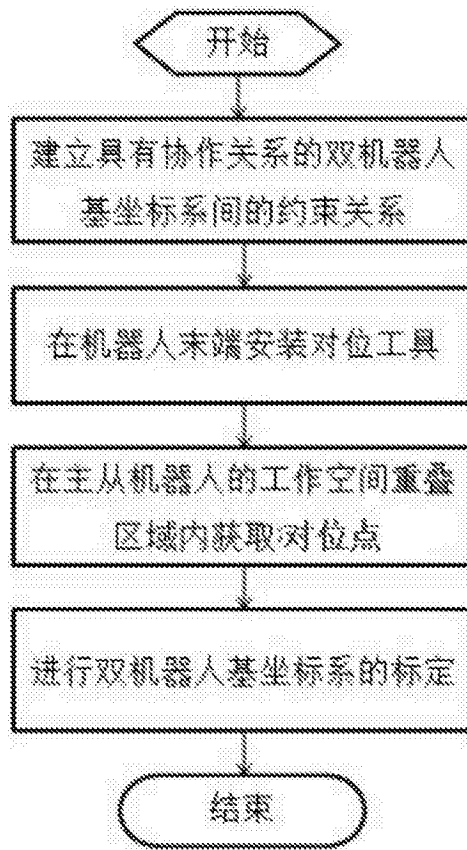 开始
建立具有协作关系的双机器人
基坐标系间的约束关系
在机器人末端安装对位工具
在主从机器人的工作空间重叠
区域内获取对位点
进行双机器人基坐标系的标定
结束